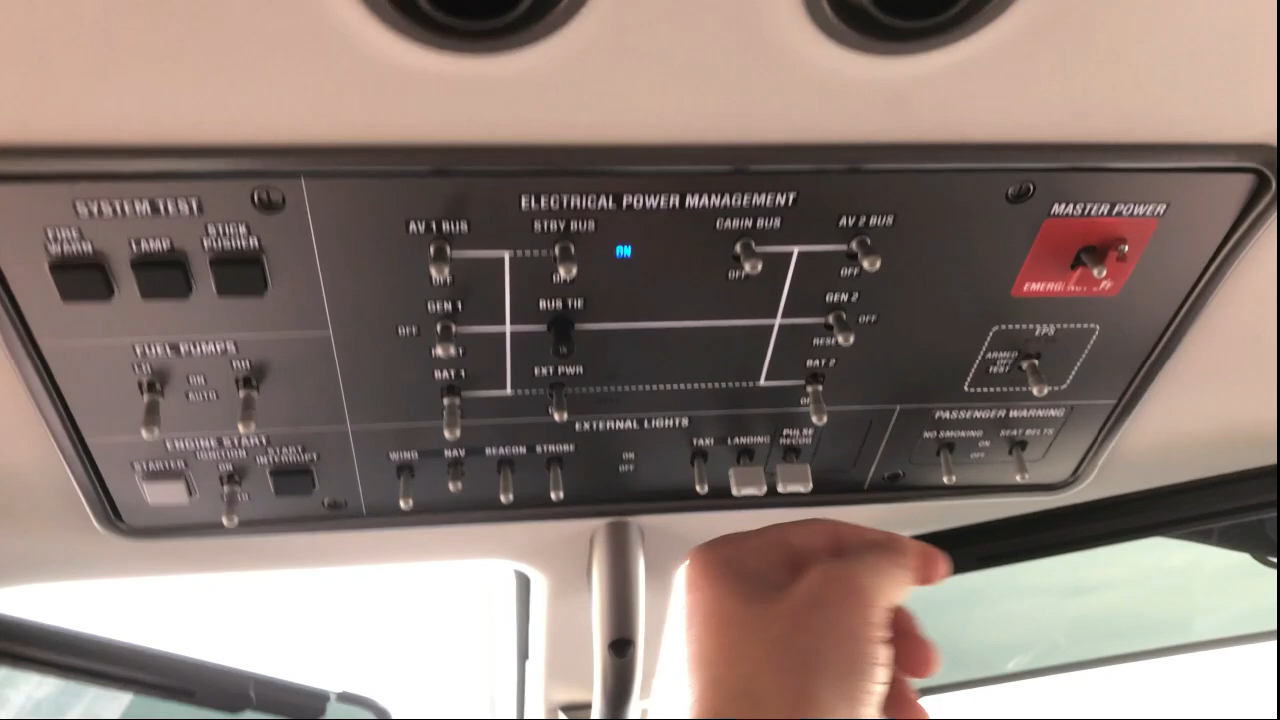 SYSTEM TEST
FIRE WARN
LAMP
STICK PUSHER
FUEL PUMPS
LH
ON
AUTO
RH
ENGINE START
STARTER
IGNITION
ON
START
ELECTRICAL POWER MANAGEMENT
AV 1 BUS
OFF
STBY BUS
OFF
ON
CABIN BUS
OFF
AV 2 BUS
OFF
GEN 1
OFF
BUS TIE
GEN 2
OFF
BAT 1
EXT PWR
BAT 2
EXTERNAL LIGHTS
WING
NAV
BEACON
STROBE
ON
OFF
TAXI
LANDING
PULSE RECOG
MASTER POWER
EPS
ARMED
OFF
TEST
PASSENGER WARNING
NO SMOKING
ON
OFF
SEAT BELTS